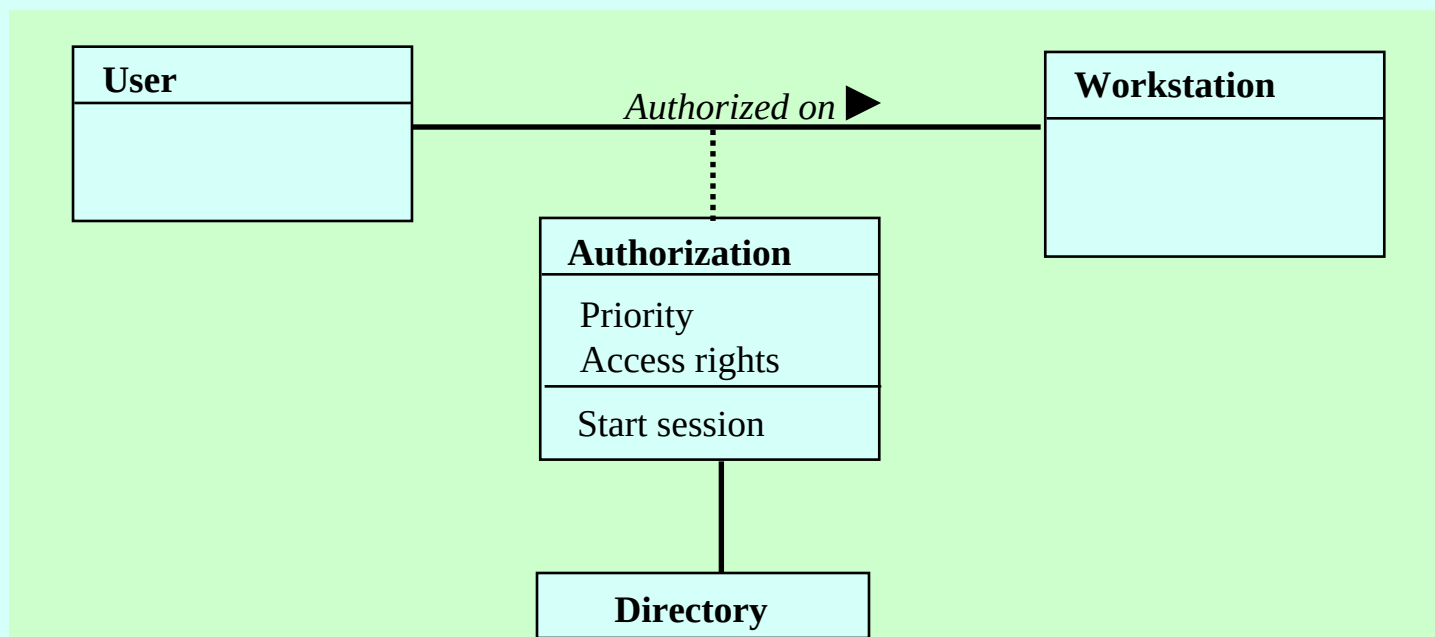 User
Authorized on
Workstation
Authorization
Priority
Access rights
Start session
Directory